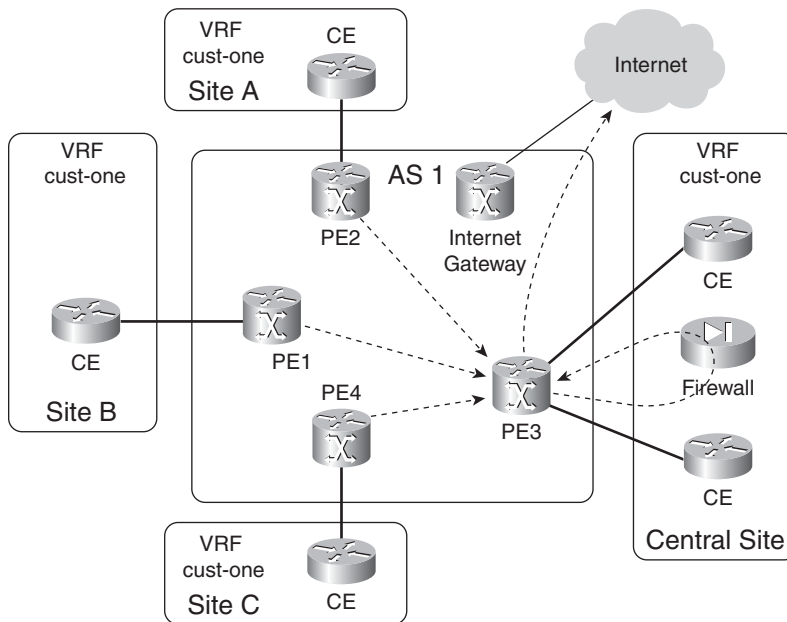 VRF
cust-one
CE
Site A
Internet
VRF
cust-one
CE
Site B
AS 1
PE2
Internet
Gateway
PE1
PE4
PE3
VRF
cust-one
CE
Firewall
CE
Central Site
VRF
cust-one
CE
Site C